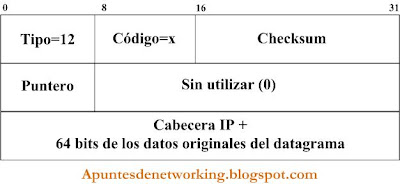 0 8 16 31
Tipo=12 Código=x Checksum
Puntero Sin utilizar (0)
Cabecera IP +
64 bits de los datos originales del datagrama
Apuntesdenetworking.blogspot.com